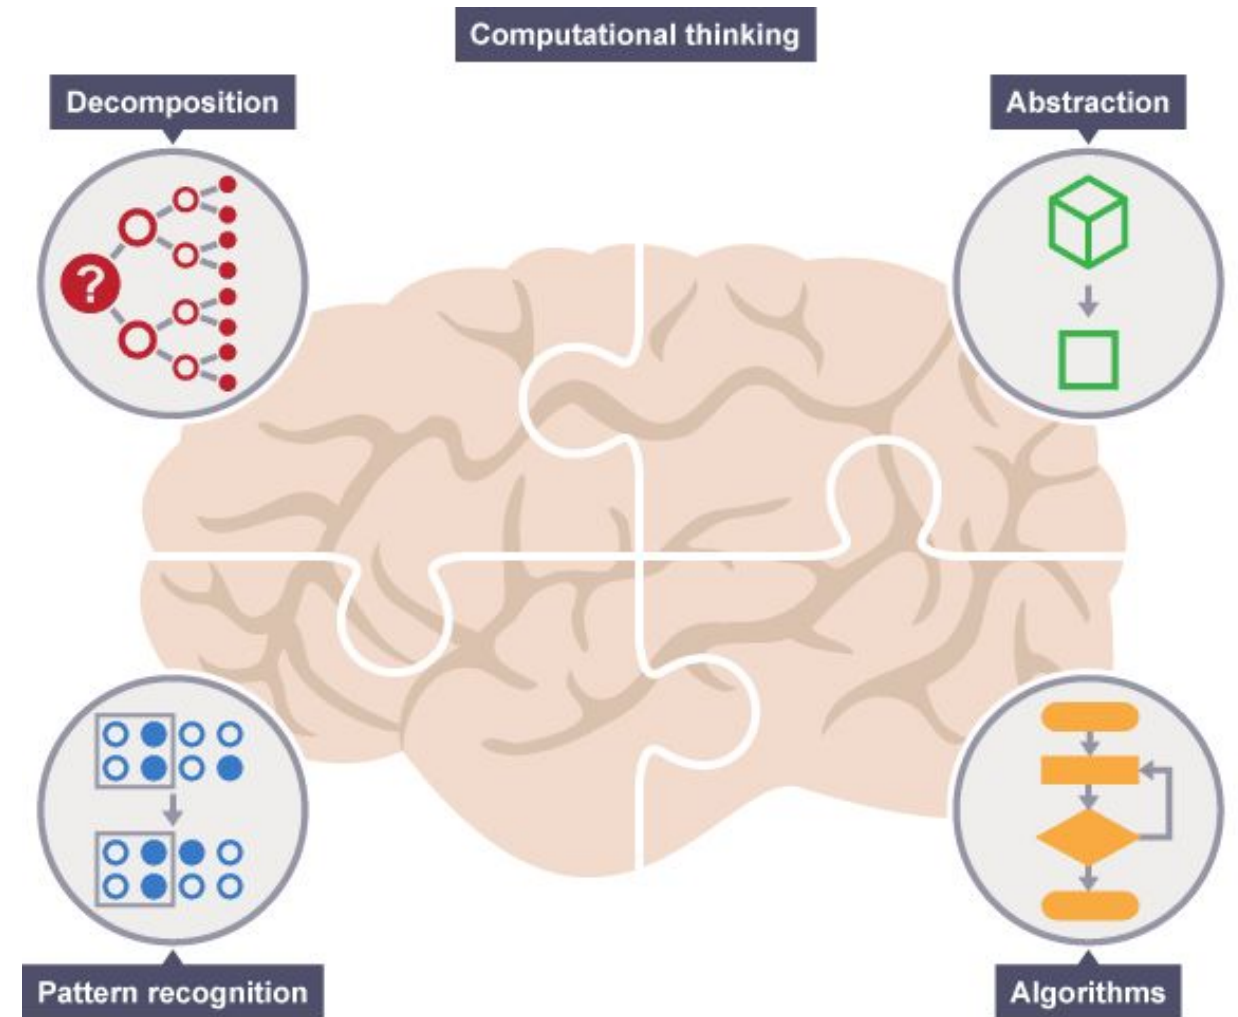 Computational thinking
Decomposition
Abstraction
?
Pattern recognition
Algorithms